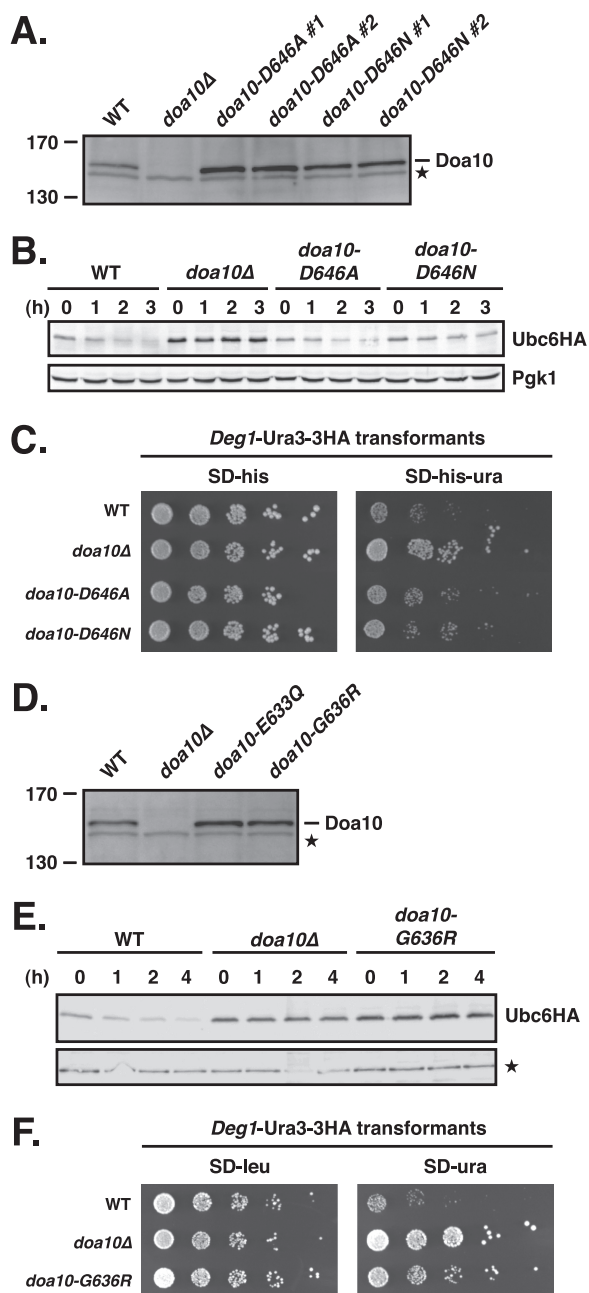 A.
WT doa10Δ doa10-D646A #1 doa10-D646A #2 doa10-D646N #1 doa10-D646N #2
170
Doa10
★
130
B.
WT doa10Δ doa10-D646A doa10-D646N
(h) 0 1 2 3 0 1 2 3 0 1 2 3 0 1 2 3
Ubc6HA
Pgk1
C.
Deg1-Ura3-3HA transformants
SD-his SD-his-ura
WT
doa10Δ
doa10-D646A
doa10-D646N
D.
WT doa10Δ doa10-E633Q doa10-G636R
170
Doa10
★
130
E.
WT doa10Δ doa10-G636R
(h) 0 1 2 4 0 1 2 4 0 1 2 4
Ubc6HA
★
F.
Deg1-Ura3-3HA transformants
SD-leu SD-ura
WT
doa10Δ
doa10-G636R